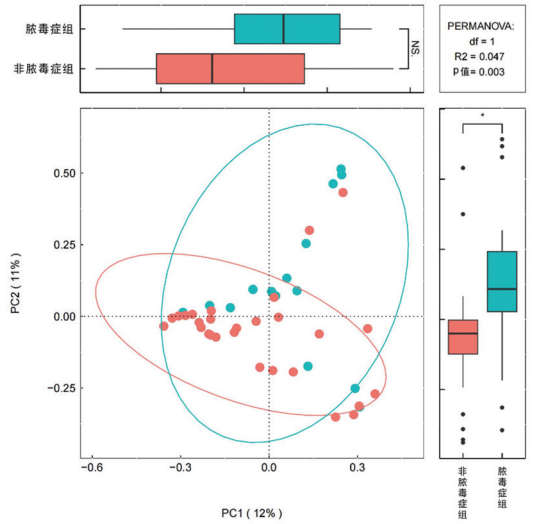 脓毒症组
非脓毒症组
NS.
PERMANOVA:
df = 1
R2 = 0.047
p值= 0.003
*
0.50
0.25
0.00
−0.25
PC2 ( 11% )
−0.6
−0.3
0.0
0.3
PC1 ( 12% )
非脓毒症组
脓毒症组